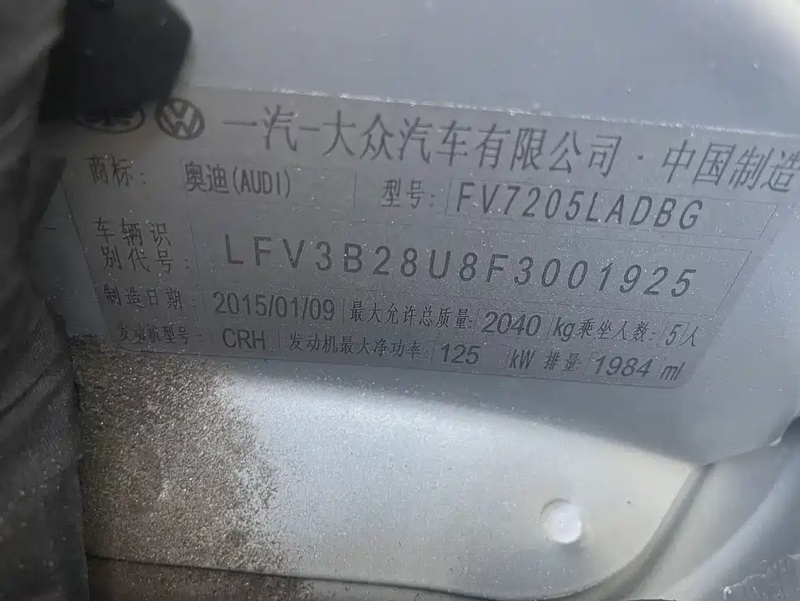 一汽-大众汽车有限公司·中国制造
商标: 奥迪(AUDI) 型号: FV7205LADBG
车辆识别代号: LFV3B28U8F3001925
制造日期: 2015/01/09 最大允许总质量: 2040 kg 乘坐人数: 5人
发动机型号: CRH 发动机最大净功率: 125 kW 排量: 1984 ml